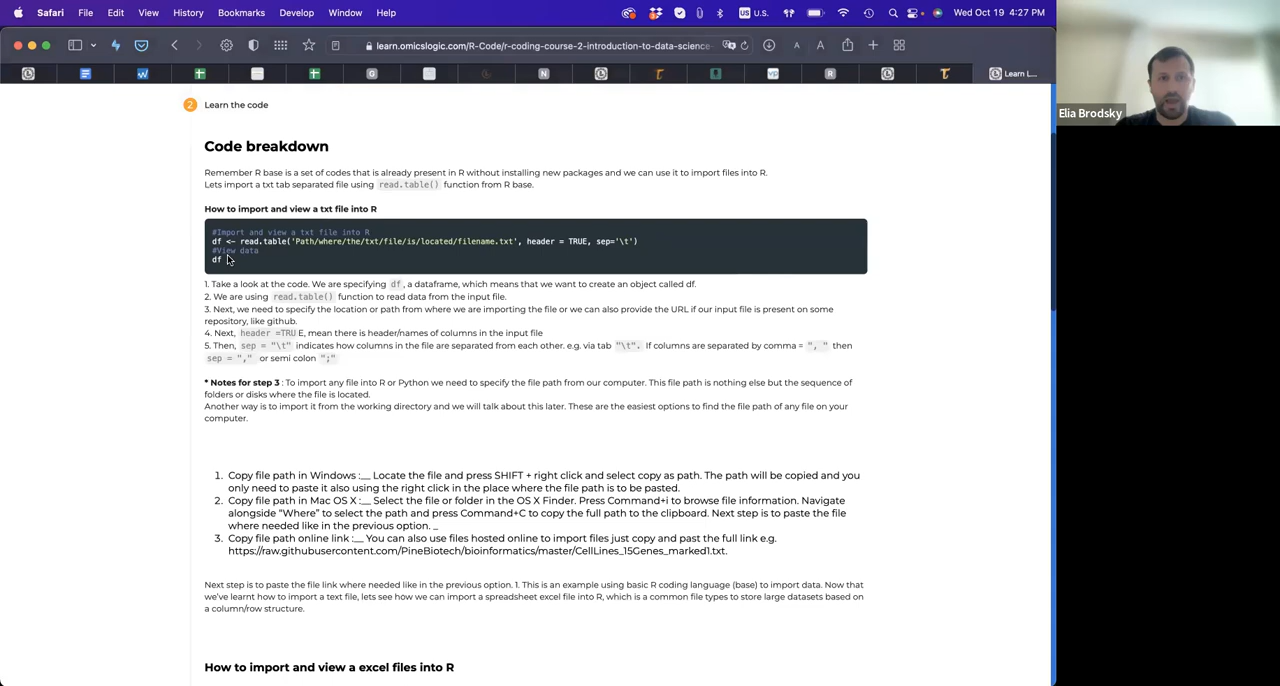 Safari File Edit View History Bookmarks Develop Window Help U.S. Wed Oct 19 4:27 PM
learn.omicslogic.com/R-Code/r-coding-course-2-introduction-to-data-science-
Learn L...
Elia Brodsky
2 Learn the code
Code breakdown
Remember R base is a set of codes that is already present in R without installing new packages and we can use it to import files into R.
Lets import a txt tab separated file using read.table() function from R base.
How to import and view a txt file into R
#Import and view a txt file into R
df <- read.table('Path/where/the/txt/file/is/located/filename.txt', header = TRUE, sep='\t')
#View data
df
1. Take a look at the code. We are specifying df, a dataframe, which means that we want to create an object called df.
2. We are using read.table() function to read data from the input file.
3. Next, we need to specify the location or path from where we are importing the file or we can also provide the URL if our input file is present on some
repository, like github.
4. Next, header =TRU E, mean there is header/names of columns in the input file
5. Then, sep = "\t" indicates how columns in the file are separated from each other. e.g. via tab "\t". If columns are separated by comma = ", " then
sep = "," or semi colon ";"
* Notes for step 3 : To import any file into R or Python we need to specify the file path from our computer. This file path is nothing else but the sequence of
folders or disks where the file is located.
Another way is to import it from the working directory and we will talk about this later. These are the easiest options to find the file path of any file on your
computer.
1. Copy file path in Windows :__ Locate the file and press SHIFT + right click and select copy as path. The path will be copied and you
only need to paste it also using the right click in the place where the file path is to be pasted.
2. Copy file path in Mac OS X :__ Select the file or folder in the OS X Finder. Press Command+i to browse file information. Navigate
alongside “Where” to select the path and press Command+C to copy the full path to the clipboard. Next step is to paste the file
where needed like in the previous option. _
3. Copy file path online link :__ You can also use files hosted online to import files just copy and past the full link e.g.
https://raw.githubusercontent.com/PineBiotech/bioinformatics/master/CellLines_15Genes_marked1.txt.
Next step is to paste the file link where needed like in the previous option. 1. This is an example using basic R coding language (base) to import data. Now that
we've learnt how to import a text file, lets see how we can import a spreadsheet excel file into R, which is a common file types to store large datasets based on
a column/row structure.
How to import and view a excel files into R